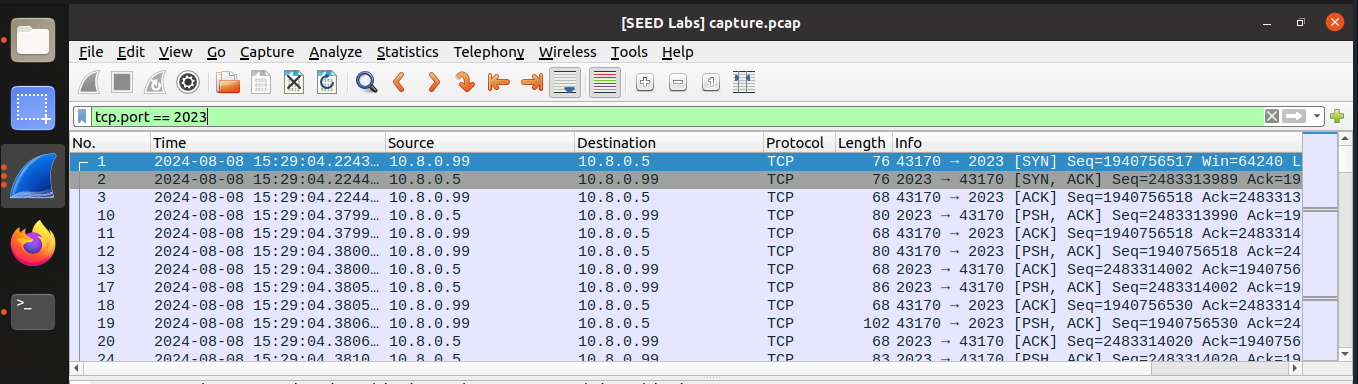 [SEED Labs] capture.pcap
File Edit View Go Capture Analyze Statistics Telephony Wireless Tools Help
tcp.port == 2023
No. Time Source Destination Protocol Length Info
1 2024-08-08 15:29:04.2243… 10.8.0.99 10.8.0.5 TCP 76 43170 → 2023 [SYN] Seq=1940756517 Win=64240 L
2 2024-08-08 15:29:04.2244… 10.8.0.5 10.8.0.99 TCP 76 2023 → 43170 [SYN, ACK] Seq=2483313989 Ack=19
3 2024-08-08 15:29:04.2244… 10.8.0.99 10.8.0.5 TCP 68 43170 → 2023 [ACK] Seq=1940756518 Ack=2483313
10 2024-08-08 15:29:04.3799… 10.8.0.5 10.8.0.99 TCP 80 2023 → 43170 [PSH, ACK] Seq=2483313990 Ack=19
11 2024-08-08 15:29:04.3799… 10.8.0.99 10.8.0.5 TCP 68 43170 → 2023 [ACK] Seq=1940756518 Ack=2483314
12 2024-08-08 15:29:04.3800… 10.8.0.99 10.8.0.5 TCP 80 43170 → 2023 [PSH, ACK] Seq=1940756518 Ack=24
13 2024-08-08 15:29:04.3800… 10.8.0.5 10.8.0.99 TCP 68 2023 → 43170 [ACK] Seq=2483314002 Ack=1940756
17 2024-08-08 15:29:04.3805… 10.8.0.5 10.8.0.99 TCP 86 2023 → 43170 [PSH, ACK] Seq=2483314002 Ack=19
18 2024-08-08 15:29:04.3805… 10.8.0.99 10.8.0.5 TCP 68 43170 → 2023 [ACK] Seq=1940756530 Ack=2483314
19 2024-08-08 15:29:04.3806… 10.8.0.99 10.8.0.5 TCP 102 43170 → 2023 [PSH, ACK] Seq=1940756530 Ack=24
20 2024-08-08 15:29:04.3806… 10.8.0.5 10.8.0.99 TCP 68 2023 → 43170 [ACK] Seq=2483314020 Ack=1940756
24 2024-08-08 15:29:04.3810… 10.8.0.5 10.8.0.99 TCP 83 2023 → 43170 [PSH, ACK] Seq=2483314020 Ack=19